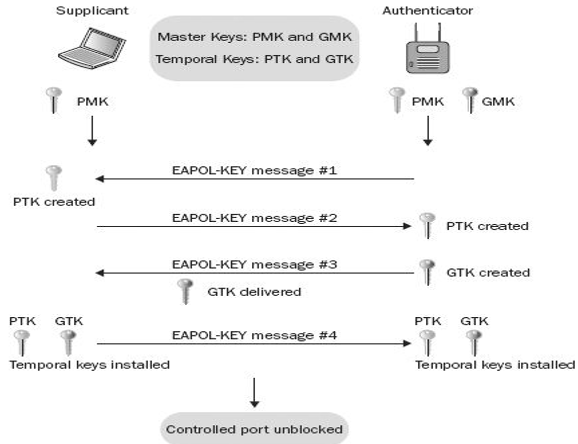 Supplicant
Authenticator
Master Keys: PMK and GMK
Temporal Keys: PTK and GTK
PMK
PMK
GMK
EAPOL-KEY message #1
PTK created
EAPOL-KEY message #2
PTK created
EAPOL-KEY message #3
GTK created
GTK delivered
PTK GTK
EAPOL-KEY message #4
PTK GTK
Temporal keys installed
Temporal keys installed
Controlled port unblocked